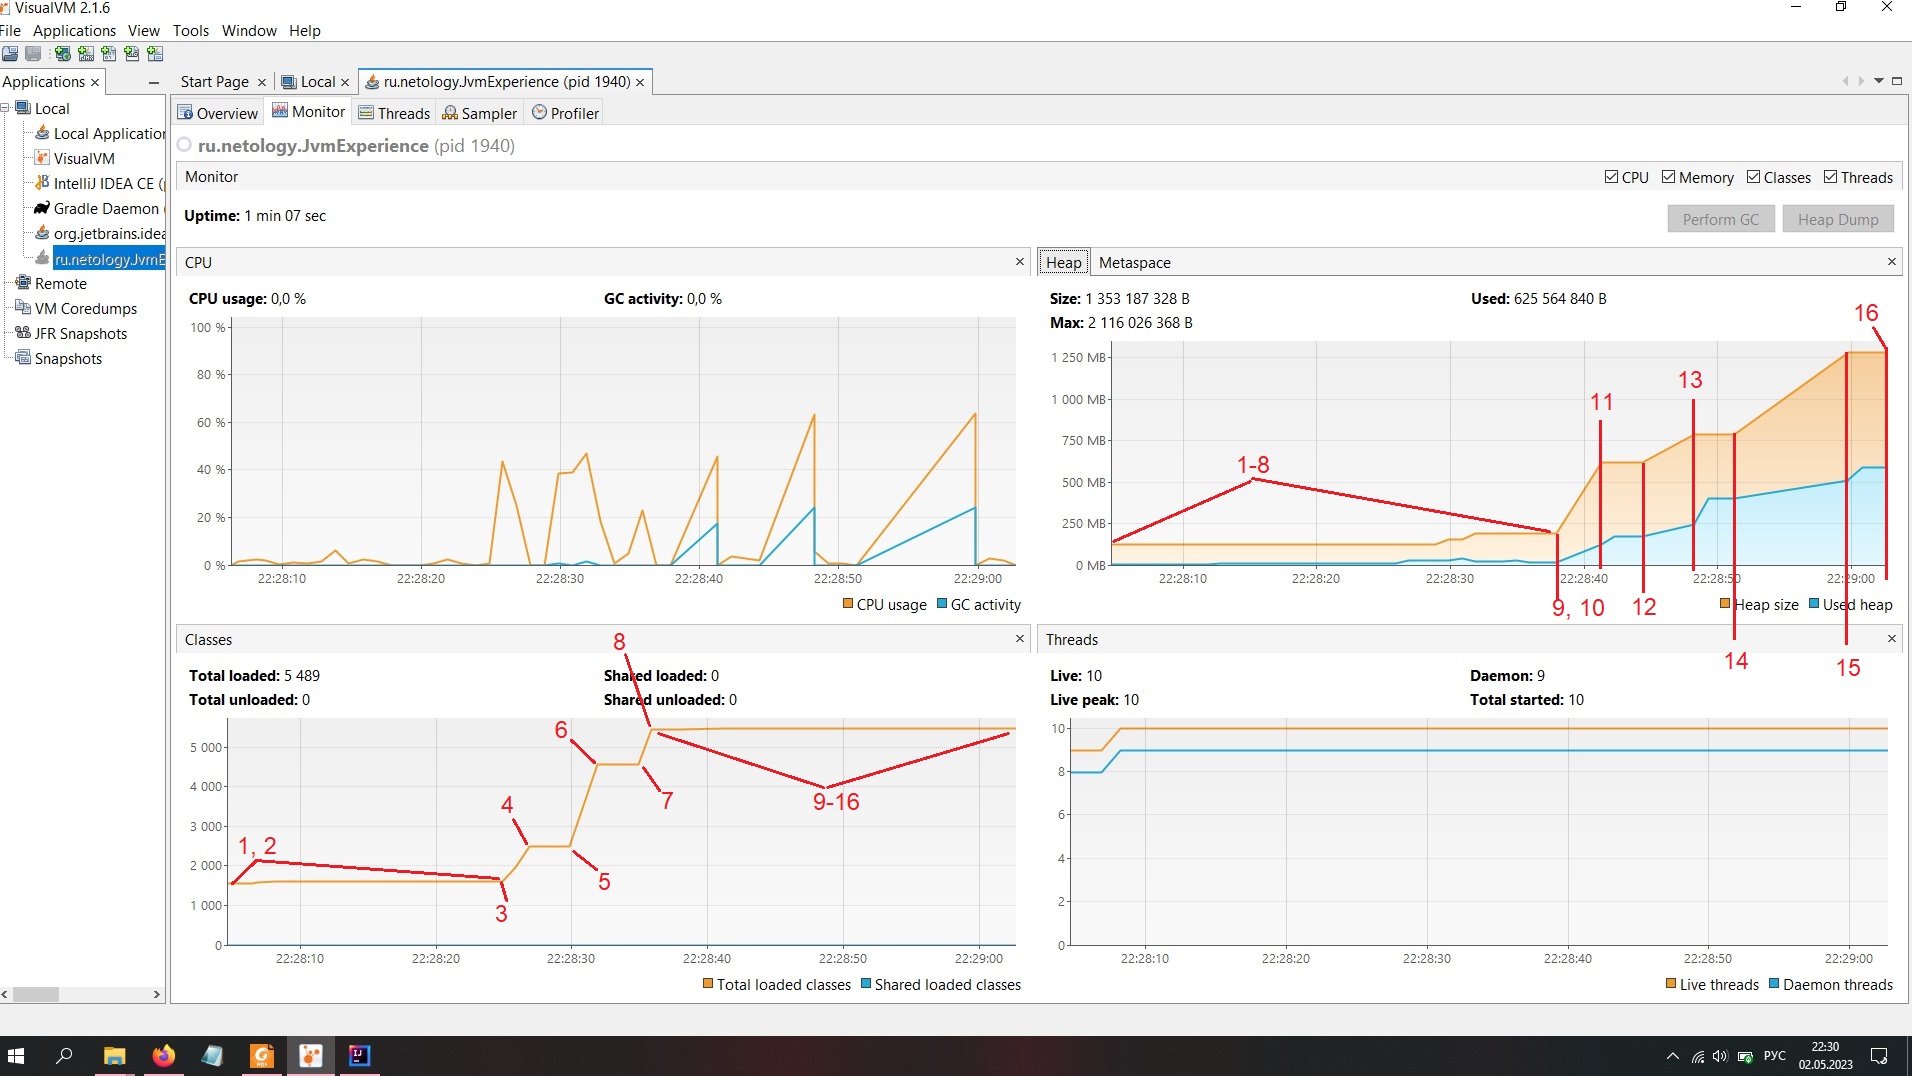 VisualVM 2.1.6
File Applications View Tools Window Help
Applications
Start Page
Local
ru.netology.JvmExperience (pid 1940)
Local
Local Application
VisualVM
IntelliJ IDEA CE (
Gradle Daemon
org.jetbrains.idea
ru.netology.JvmE
Remote
VM Coredumps
JFR Snapshots
Snapshots
Overview Monitor Threads Sampler Profiler
ru.netology.JvmExperience (pid 1940)
Monitor
CPU Memory Classes Threads
Uptime: 1 min 07 sec
Perform GC Heap Dump
CPU
CPU usage: 0,0 % GC activity: 0,0 %
100 %
80 %
60 %
40 %
20 %
0 %
22:28:10 22:28:20 22:28:30 22:28:40 22:28:50 22:29:00
CPU usage GC activity
Heap Metaspace
Size: 1 353 187 328 B Used: 625 564 840 B
Max: 2 116 026 368 B
16
1 250 MB
1 000 MB
750 MB
500 MB
250 MB
0 MB
13
11
1-8
22:28:10 22:28:20 22:28:30 22:28:40 22:28:50 22:29:00
9, 10 12
Heap size Used heap
14 15
Classes
8
Total loaded: 5 489 Shared loaded: 0
Total unloaded: 0 Shared unloaded: 0
5 000
4 000
3 000
2 000
1 000
0
6
4
7
9-16
1, 2
5
3
22:28:10 22:28:20 22:28:30 22:28:40 22:28:50 22:29:00
Total loaded classes Shared loaded classes
Threads
Live: 10 Daemon: 9
Live peak: 10 Total started: 10
10
8
6
4
2
0
22:28:10 22:28:20 22:28:30 22:28:40 22:28:50 22:29:00
Live threads Daemon threads
PDF
IJ
РУС
22:30
02.05.2023